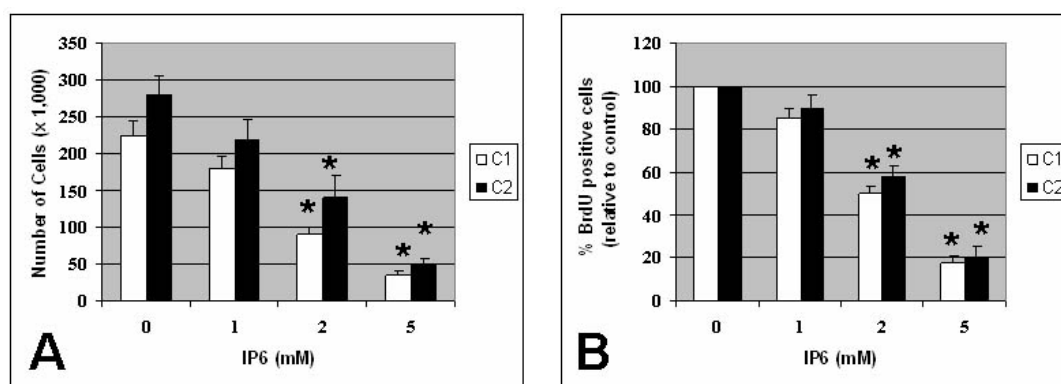 Number of Cells (x 1,000)
350
300
250
200
150
100
50
0
*
*
*
*
0 1 2 5
IP6 (mM)
C1
C2
A
% BrdU positive cells
(relative to control)
120
100
80
60
40
20
0
*
*
*
*
0 1 2 5
IP6 (mM)
C1
C2
B